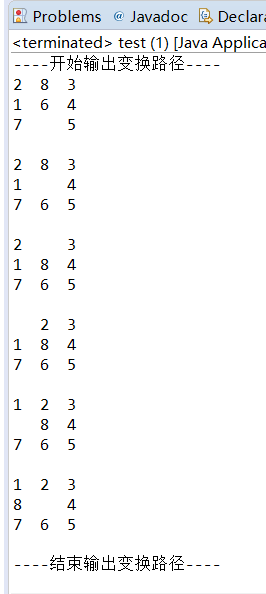 Problems @ Javadoc Declara
<terminated> test (1) [Java Applica
----开始输出变换路径----
2  8  3
1  6  4
7     5

2  8  3
1     4
7  6  5

2     3
1  8  4
7  6  5

   2  3
1  8  4
7  6  5

1  2  3
   8  4
7  6  5

1  2  3
8     4
7  6  5

----结束输出变换路径----